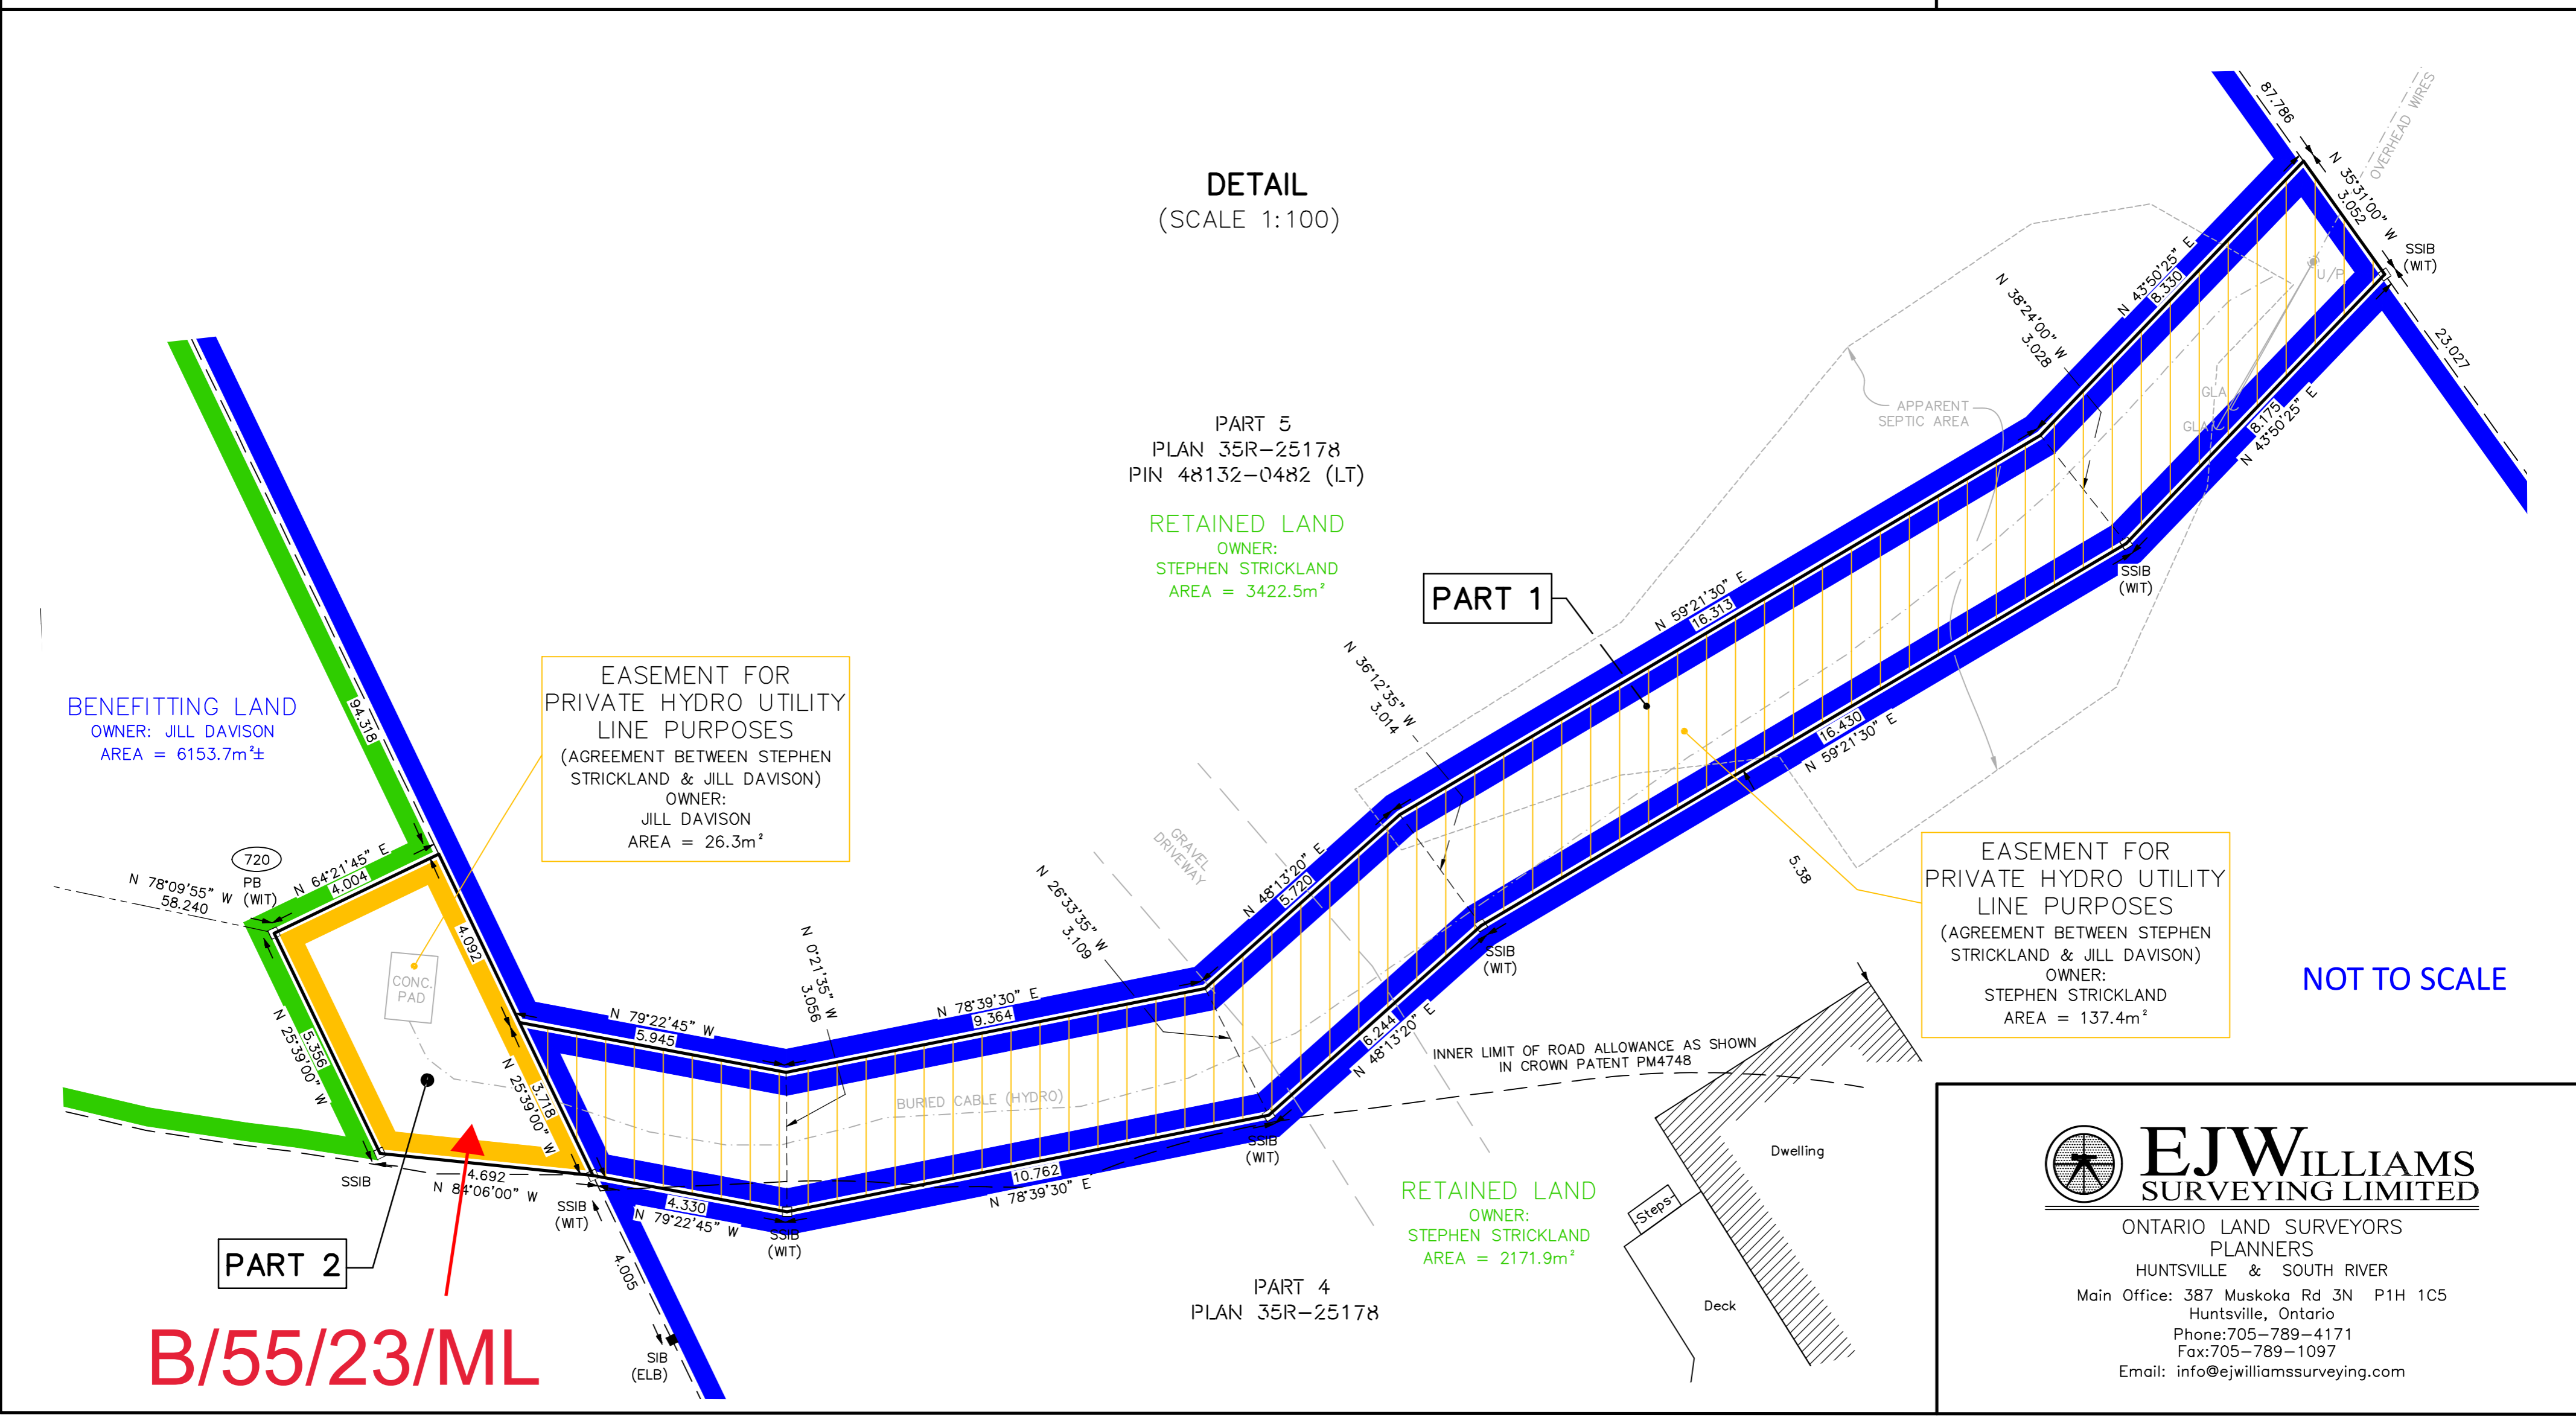 DETAIL
(SCALE 1:100)
87.786
OVERHEAD WIRES
N 35°31'00" W
3.052
SSIB
(WIT)
U/P
N 43°50'25" E
8.330
N 38°24'00" W
3.028
23.027
GLA
GLA
8.175
N 43°50'25" E
APPARENT
SEPTIC AREA
SSIB
(WIT)
PART 5
PLAN 35R-25178
PIN 48132-0482 (LT)
RETAINED LAND
OWNER:
STEPHEN STRICKLAND
AREA = 3422.5m²
PART 1
N 59°21'30" E
16.313
N 36°12'35" W
3.014
16.430
N 59°21'30" E
EASEMENT FOR
PRIVATE HYDRO UTILITY
LINE PURPOSES
(AGREEMENT BETWEEN STEPHEN
STRICKLAND & JILL DAVISON)
OWNER:
JILL DAVISON
AREA = 26.3m²
BENEFITTING LAND
OWNER: JILL DAVISON
AREA = 6153.7m²±
94.318
GRAVEL
DRIVEWAY
5.38
EASEMENT FOR
PRIVATE HYDRO UTILITY
LINE PURPOSES
(AGREEMENT BETWEEN STEPHEN
STRICKLAND & JILL DAVISON)
OWNER:
STEPHEN STRICKLAND
AREA = 137.4m²
NOT TO SCALE
720
PB
(WIT)
N 64°21'45" E
4.004
N 78°09'55" W
58.240
4.092
CONC.
PAD
5.356
N 25°39'00" W
3.718
N 25°39'00" W
N 79°22'45" W
5.945
N 0°21'35" W
3.056
N 78°39'30" E
9.364
N 26°33'35" W
3.109
N 48°13'20" E
5.720
SSIB
(WIT)
6.244
N 48°13'20" E
INNER LIMIT OF ROAD ALLOWANCE AS SHOWN
IN CROWN PATENT PM4748
BURIED CABLE (HYDRO)
SSIB
(WIT)
Dwelling
SSIB
4.692
N 84°06'00" W
SSIB
(WIT)
4.330
N 79°22'45" W
SSIB
(WIT)
10.762
N 78°39'30" E
RETAINED LAND
OWNER:
STEPHEN STRICKLAND
AREA = 2171.9m²
Steps
Deck
PART 2
4.005
SIB
(ELB)
PART 4
PLAN 35R-25178
B/55/23/ML
EJWILLIAMS
SURVEYING LIMITED
ONTARIO LAND SURVEYORS
PLANNERS
HUNTSVILLE & SOUTH RIVER
Main Office: 387 Muskoka Rd 3N P1H 1C5
Huntsville, Ontario
Phone:705-789-4171
Fax:705-789-1097
Email: info@ejwilliamssurveying.com